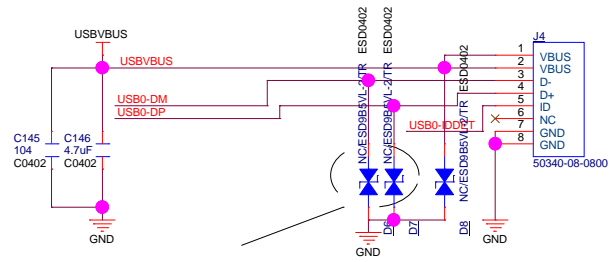 USBVBUS
USBVBUS
USB0-DM
USB0-DP
USB0-IDDET
C145
104
C0402
C146
4.7uF
C0402
GND
NC/ESD9B5VL-2/TR ESD0402
NC/ESD9B5VL-2/TR ESD0402
NC/ESD9B5VL-2/TR ESD0402
D6
D7
D8
GND
GND
J4
1 VBUS
2 VBUS
3 D-
4 D+
5 ID
6 NC
7 GND
8 GND
50340-08-0800